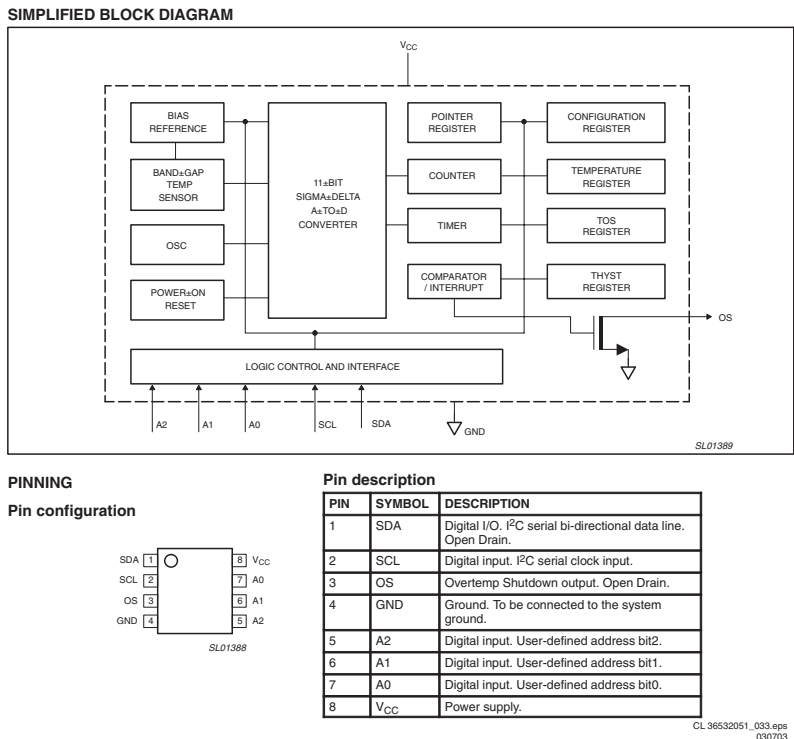 SIMPLIFIED BLOCK DIAGRAM
VCC
BIAS
REFERENCE
POINTER
REGISTER
CONFIGURATION
REGISTER
BAND±GAP
TEMP
SENSOR
11±BIT
SIGMA±DELTA
A±TO±D
CONVERTER
COUNTER
TEMPERATURE
REGISTER
OSC
TIMER
TOS
REGISTER
POWER±ON
RESET
COMPARATOR
/ INTERRUPT
THYST
REGISTER
OS
LOGIC CONTROL AND INTERFACE
A2 A1 A0 SCL SDA GND
SL01389
PINNING
Pin configuration
SDA 1 8 VCC
SCL 2 7 A0
OS 3 6 A1
GND 4 5 A2
SL01388
Pin description
PIN SYMBOL DESCRIPTION
1 SDA Digital I/O. I2C serial bi-directional data line.
Open Drain.
2 SCL Digital input. I2C serial clock input.
3 OS Overtemp Shutdown output. Open Drain.
4 GND Ground. To be connected to the system
ground.
5 A2 Digital input. User-defined address bit2.
6 A1 Digital input. User-defined address bit1.
7 A0 Digital input. User-defined address bit0.
8 VCC Power supply.
CL 36532051_033.eps
030703